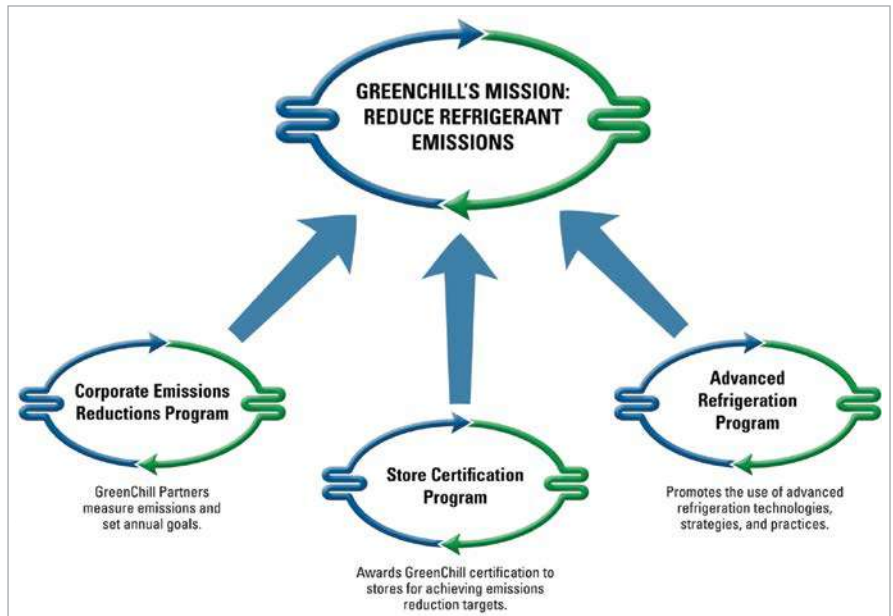 GREENCHILL'S MISSION:
REDUCE REFRIGERANT
EMISSIONS
Corporate Emissions
Reductions Program
GreenChill Partners
measure emissions and
set annual goals.
Store Certification
Program
Awards GreenChill certification to
stores for achieving emissions
reduction targets.
Advanced
Refrigeration
Program
Promotes the use of advanced
refrigeration technologies,
strategies, and practices.